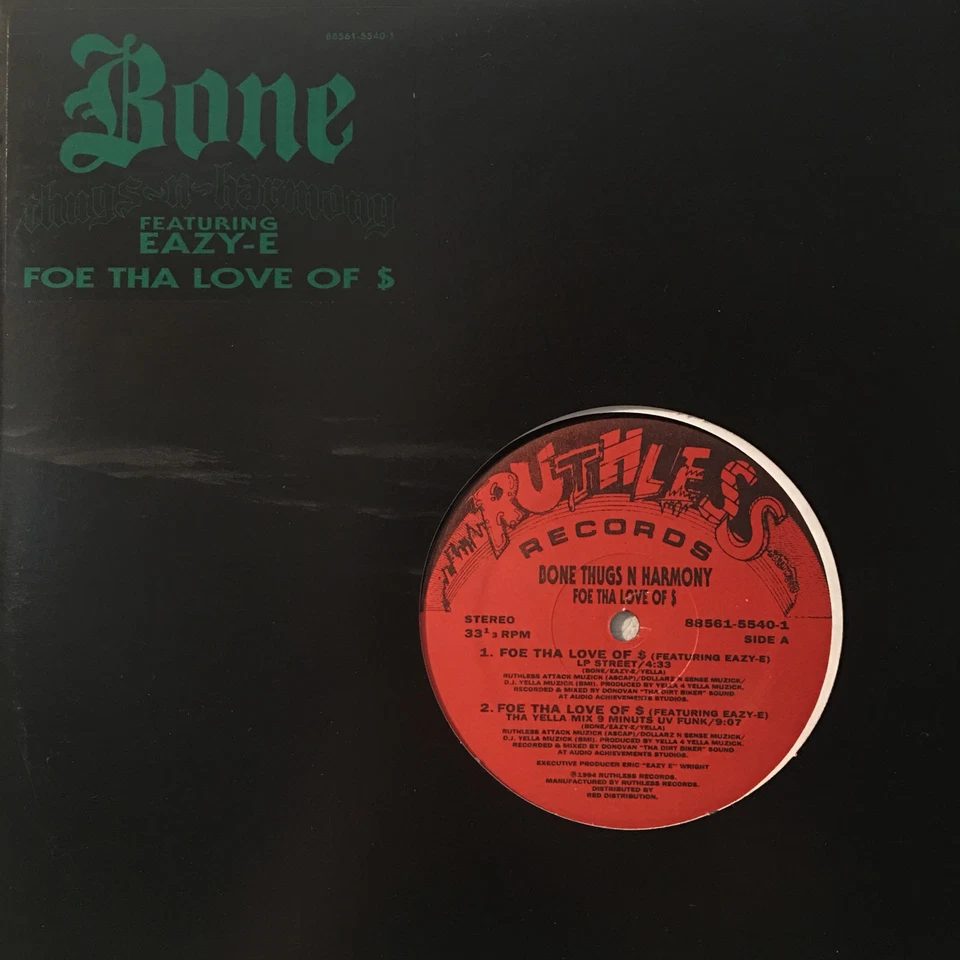 88561-5540-1
Bone
thugs-n-harmony
FEATURING
EAZY-E
FOE THA LOVE OF $
RUTHLESS
RECORDS
BONE THUGS N HARMONY
FOE THA LOVE OF $
STEREO
33 1/3 RPM
88561-5540-1
SIDE A
1. FOE THA LOVE OF $ (FEATURING EAZY-E)
LP STREET/4:33
(BONE/EAZY-E/YELLA)
RUTHLESS ATTACK MUZICK (ASCAP)/DOLLARZ N SENSE MUZICK/
D.J. YELLA MUZICK (BMI). PRODUCED BY YELLA 4 YELLA MUZICK.
RECORDED & MIXED BY DONOVAN "THA DIRT BIKER" SOUND
AT AUDIO ACHIEVEMENTS STUDIOS.
2. FOE THA LOVE OF $ (FEATURING EAZY-E)
THA YELLA MIX 9 MINUTS UV FUNK/9:07
(BONE/EAZY-E/YELLA)
RUTHLESS ATTACK MUZICK (ASCAP)/DOLLARZ N SENSE MUZICK/
D.J. YELLA MUZICK (BMI). PRODUCED BY YELLA 4 YELLA MUZICK.
RECORDED & MIXED BY DONOVAN "THA DIRT BIKER" SOUND
AT AUDIO ACHIEVEMENTS STUDIOS.
EXECUTIVE PRODUCER ERIC "EAZY E" WRIGHT
℗1994 RUTHLESS RECORDS.
MANUFACTURED BY RUTHLESS RECORDS.
DISTRIBUTED BY
RED DISTRIBUTION.